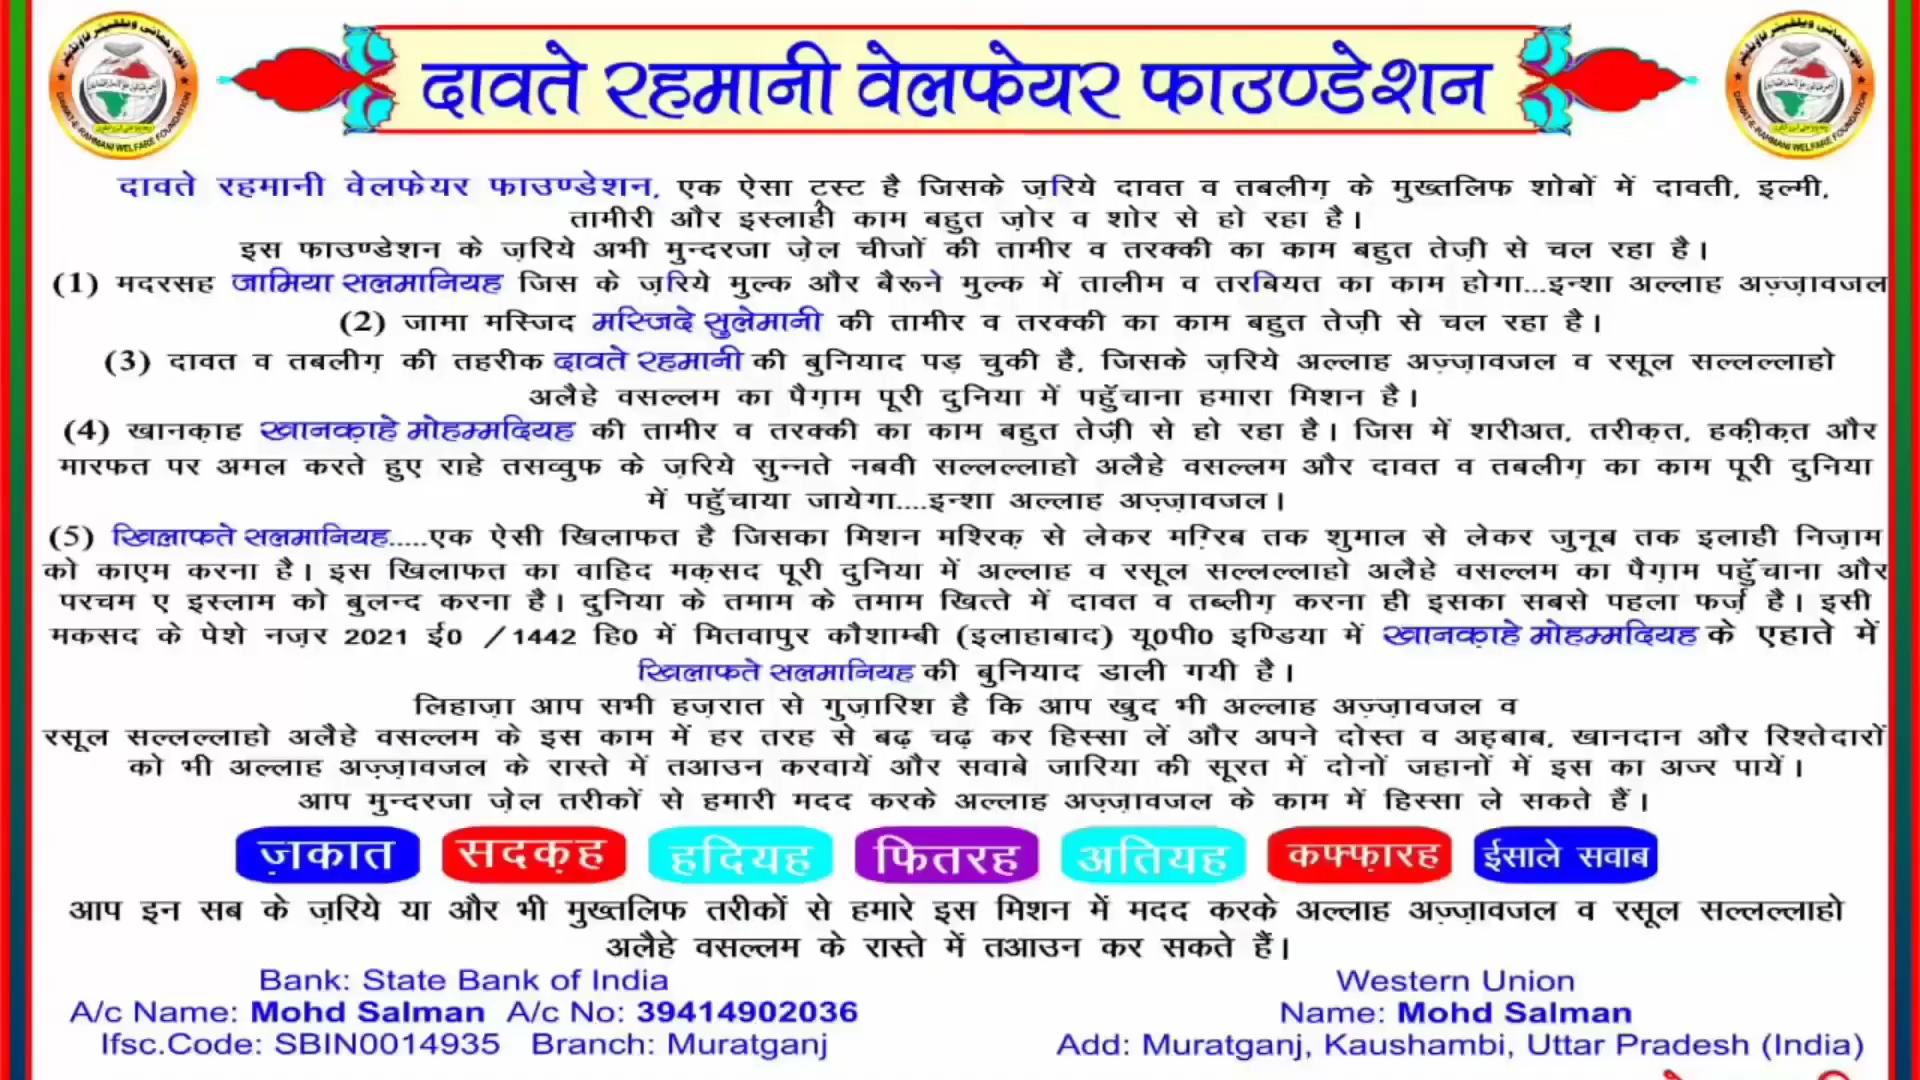 दावते रहमानी वेलफेयर फाउण्डेशन
दावते रहमानी वेलफेयर फाउण्डेशन, एक ऐसा ट्रस्ट है जिसके ज़रिये दावत व तबलीग़ के मुख्तलिफ शोबों में दावती, इल्मी,
तामीरी और इस्लाही काम बहुत ज़ोर व शोर से हो रहा है।
इस फाउण्डेशन के ज़रिये अभी मुन्दरजा ज़ेल चीजों की तामीर व तरक्की का काम बहुत तेज़ी से चल रहा है।
(1) मदरसह जामिया सलमानियह जिस के ज़रिये मुल्क और बैरूने मुल्क में तालीम व तरबियत का काम होगा...इन्शा अल्लाह अज़्ज़ावजल
(2) जामा मस्जिद मस्जिदे सुलेमानी की तामीर व तरक्की का काम बहुत तेज़ी से चल रहा है।
(3) दावत व तबलीग़ की तहरीक दावते रहमानी की बुनियाद पड़ चुकी है, जिसके ज़रिये अल्लाह अज़्ज़ावजल व रसूल सल्लल्लाहो
अलैहे वसल्लम का पैग़ाम पूरी दुनिया में पहुँचाना हमारा मिशन है।
(4) खानक़ाह खानक़ाहे मोहम्मदियह की तामीर व तरक्की का काम बहुत तेज़ी से हो रहा है। जिस में शरीअत, तरीक़त, हक़ीक़त और
मारफत पर अमल करते हुए राहे तसव्वुफ के ज़रिये सुन्नते नबवी सल्लल्लाहो अलैहे वसल्लम और दावत व तबलीग़ का काम पूरी दुनिया
में पहुँचाया जायेगा....इन्शा अल्लाह अज़्ज़ावजल।
(5) खिलाफते सलमानियह.....एक ऐसी खिलाफत है जिसका मिशन मश्रिक़ से लेकर मग़्रिब तक शुमाल से लेकर जुनूब तक इलाही निज़ाम
को काएम करना है। इस खिलाफत का वाहिद मक़सद पूरी दुनिया में अल्लाह व रसूल सल्लल्लाहो अलैहे वसल्लम का पैग़ाम पहुँचाना और
परचम ए इस्लाम को बुलन्द करना है। दुनिया के तमाम के तमाम खित्ते में दावत व तब्लीग़ करना ही इसका सबसे पहला फर्ज़ है। इसी
मकसद के पेशे नज़र 2021 ई0 /1442 हि0 में मितवापुर कौशाम्बी (इलाहाबाद) यू0पी0 इण्डिया में खानक़ाहे मोहम्मदियह के एहाते में
खिलाफते सलमानियह की बुनियाद डाली गयी है।
लिहाज़ा आप सभी हज़रात से गुज़ारिश है कि आप खुद भी अल्लाह अज़्ज़ावजल व
रसूल सल्लल्लाहो अलैहे वसल्लम के इस काम में हर तरह से बढ़ चढ़ कर हिस्सा लें और अपने दोस्त व अह़बाब, खानदान और रिश्तेदारों
को भी अल्लाह अज़्ज़ावजल के रास्ते में तआउन करवायें और सवाबे जारिया की सूरत में दोनों जहानों में इस का अज्र पायें।
आप मुन्दरजा ज़ेल तरीकों से हमारी मदद करके अल्लाह अज़्ज़ावजल के काम में हिस्सा ले सकते हैं।
ज़कात सदक़ह हदियह फितरह अतियह कफ्फ़ारह ईसाले सवाब
आप इन सब के ज़रिये या और भी मुख्तलिफ तरीकों से हमारे इस मिशन में मदद करके अल्लाह अज़्ज़ावजल व रसूल सल्लल्लाहो
अलैहे वसल्लम के रास्ते में तआउन कर सकते हैं।
Bank: State Bank of India
A/c Name: Mohd Salman A/c No: 39414902036
Ifsc.Code: SBIN0014935 Branch: Muratganj
Western Union
Name: Mohd Salman
Add: Muratganj, Kaushambi, Uttar Pradesh (India)
DAWAT-E-RAHMANI WELFARE FOUNDATION
DAWAT-E-RAHMANI WELFARE FOUNDATION